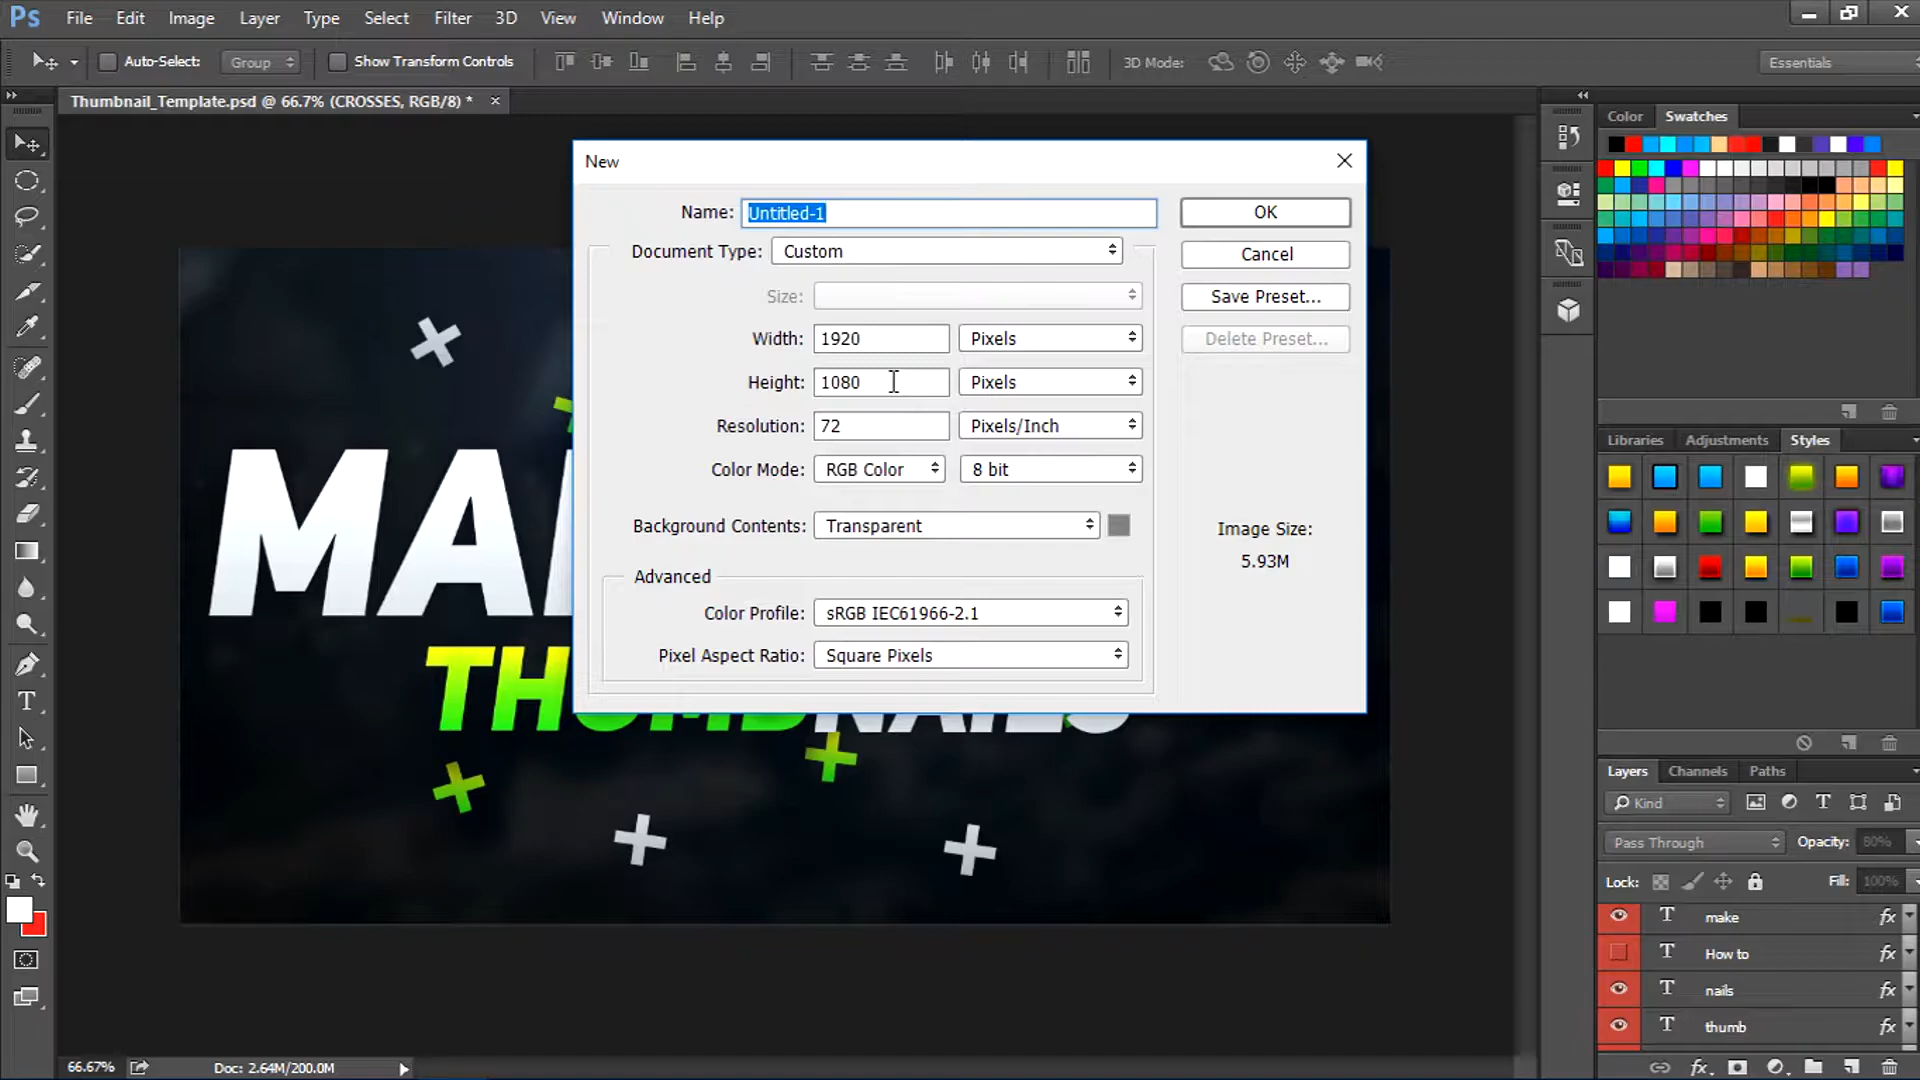 Ps File Edit Image Layer Type Select Filter 3D View Window Help
Auto-Select: Group Show Transform Controls 3D Mode: Essentials
Thumbnail_Template.psd @ 66.7% (CROSSES, RGB/8) * ×
Color Swatches
New
Name: Untitled-1 OK
Document Type: Custom Cancel
Size: Save Preset...
Width: 1920 Pixels Delete Preset...
Height: 1080 Pixels
Resolution: 72 Pixels/Inch
Color Mode: RGB Color 8 bit
Background Contents: Transparent
Image Size:
5.93M
Advanced
Color Profile: sRGB IEC61966-2.1
Pixel Aspect Ratio: Square Pixels
Libraries Adjustments Styles
Layers Channels Paths
Kind
Pass Through Opacity: 80%
Lock: Fill: 100%
T make fx
T How to fx
T nails fx
T thumb fx
THUMBNAILS
66.67% Doc: 2.64M/200.0M
fx